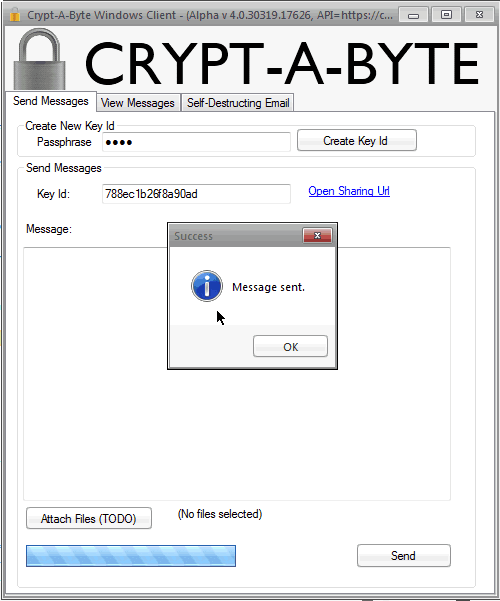 Crypt-A-Byte Windows Client - (Alpha v 4.0.30319.17626, API=https://c...
CRYPT-A-BYTE
Send Messages View Messages Self-Destructing Email
Create New Key Id
Passphrase ●●●● Create Key Id
Send Messages
Key Id: 788ec1b26f8a90ad Open Sharing Url
Message:
Success
Message sent.
OK
Attach Files (TODO) (No files selected)
Send